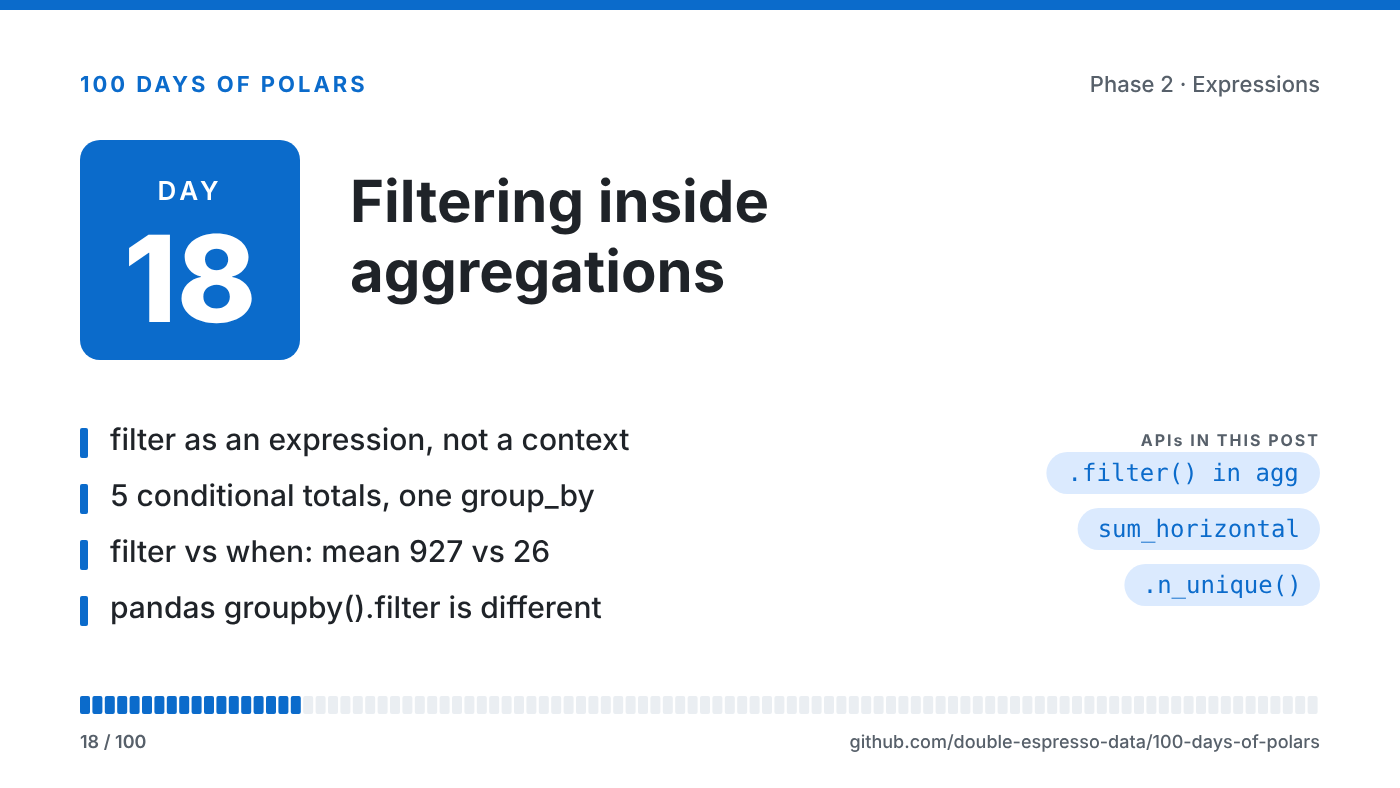 100 DAYS OF POLARS
Phase 2 · Expressions
DAY
18
Filtering inside
aggregations
filter as an expression, not a context
5 conditional totals, one group_by
filter vs when: mean 927 vs 26
pandas groupby().filter is different
APIs IN THIS POST
.filter() in agg
sum_horizontal
.n_unique()
18 / 100
github.com/double-espresso-data/100-days-of-polars